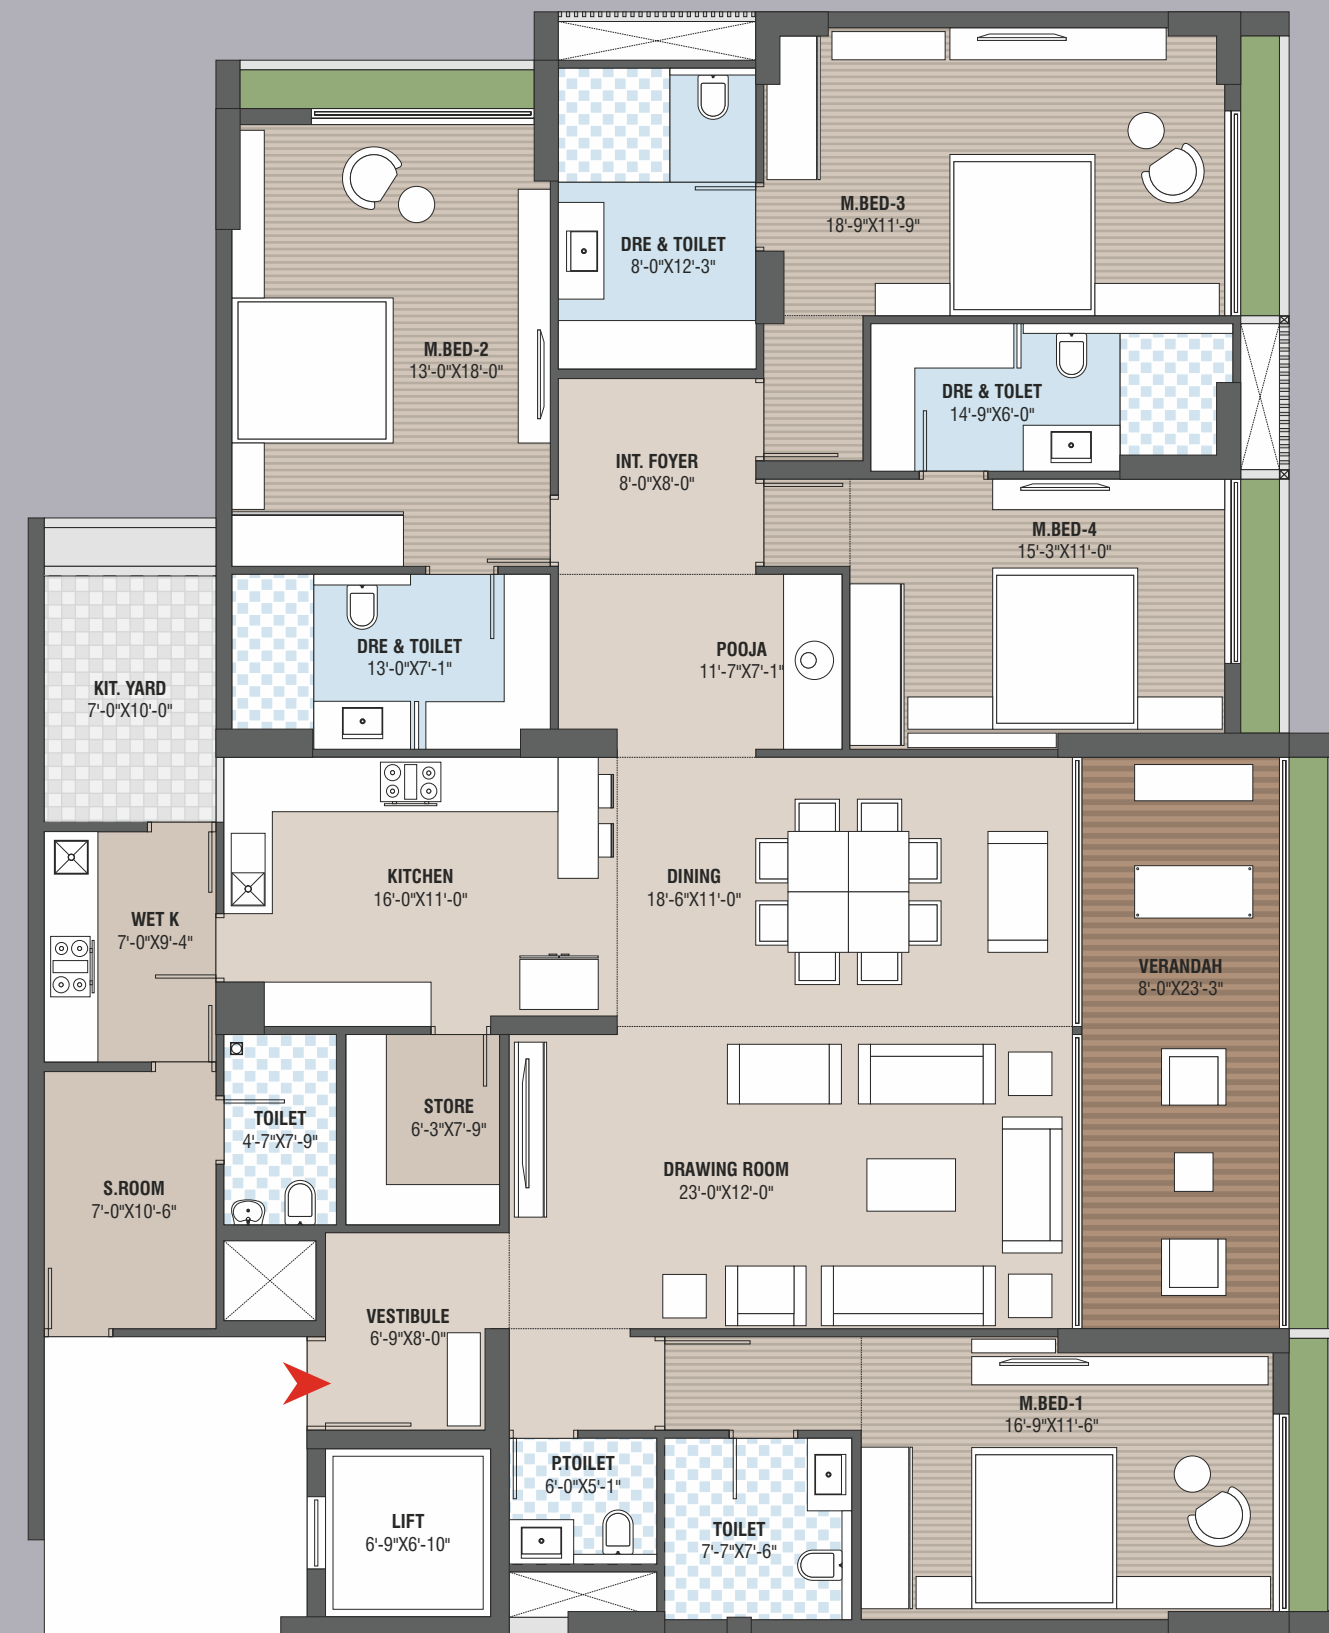 M.BED-3
18'-9"X11'-9"
DRE & TOILET
8'-0"X12'-3"
M.BED-2
13'-0"X18'-0"
DRE & TOLET
14'-9"X6'-0"
INT. FOYER
8'-0"X8'-0"
M.BED-4
15'-3"X11'-0"
DRE & TOILET
13'-0"X7'-1"
POOJA
11'-7"X7'-1"
KIT. YARD
7'-0"X10'-0"
KITCHEN
16'-0"X11'-0"
DINING
18'-6"X11'-0"
WET K
7'-0"X9'-4"
VERANDAH
8'-0"X23'-3"
STORE
6'-3"X7'-9"
TOILET
4'-7"X7'-9"
DRAWING ROOM
23'-0"X12'-0"
S.ROOM
7'-0"X10'-6"
VESTIBULE
6'-9"X8'-0"
M.BED-1
16'-9"X11'-6"
P.TOILET
6'-0"X5'-1"
LIFT
6'-9"X6'-10"
TOILET
7'-7"X7'-6"